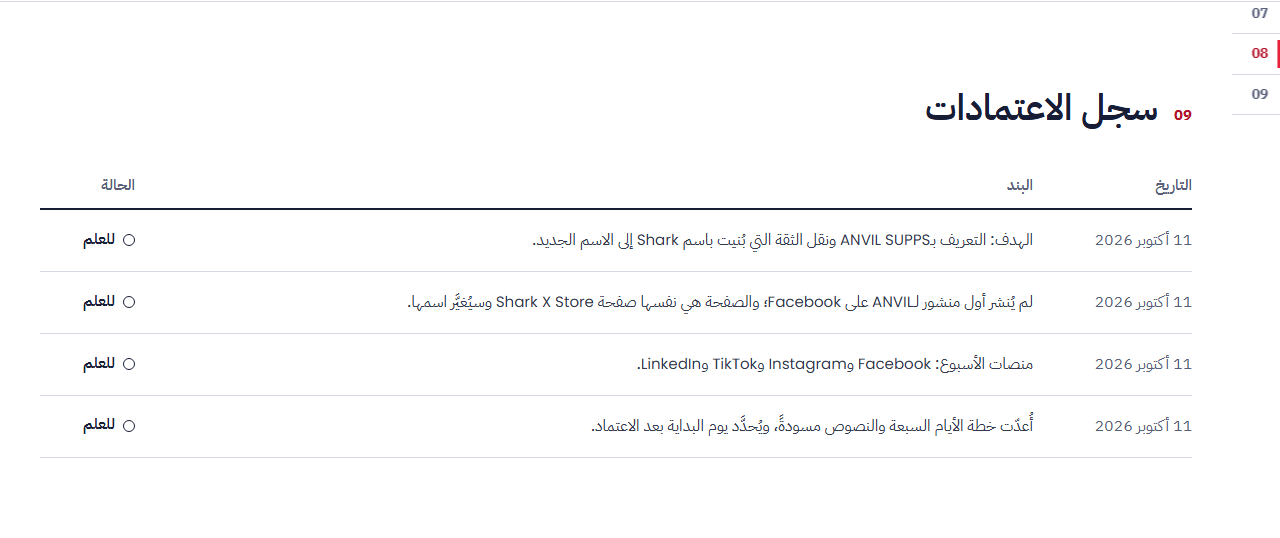 07
08
09
09 سجل الاعتمادات
التاريخ البند الحالة
11 أكتوبر 2026 الهدف: التعريف بـANVIL SUPPS ونقل الثقة التي بُنيت باسم Shark إلى الاسم الجديد. للعلم
11 أكتوبر 2026 لم يُنشر أول منشور لـANVIL على Facebook؛ والصفحة هي نفسها صفحة Shark X Store وسيُغيَّر اسمها. للعلم
11 أكتوبر 2026 منصات الأسبوع: Facebook وInstagram وTikTok وLinkedIn. للعلم
11 أكتوبر 2026 أُعدّت خطة الأيام السبعة والنصوص مسودةً، ويُحدَّد يوم البداية بعد الاعتماد. للعلم